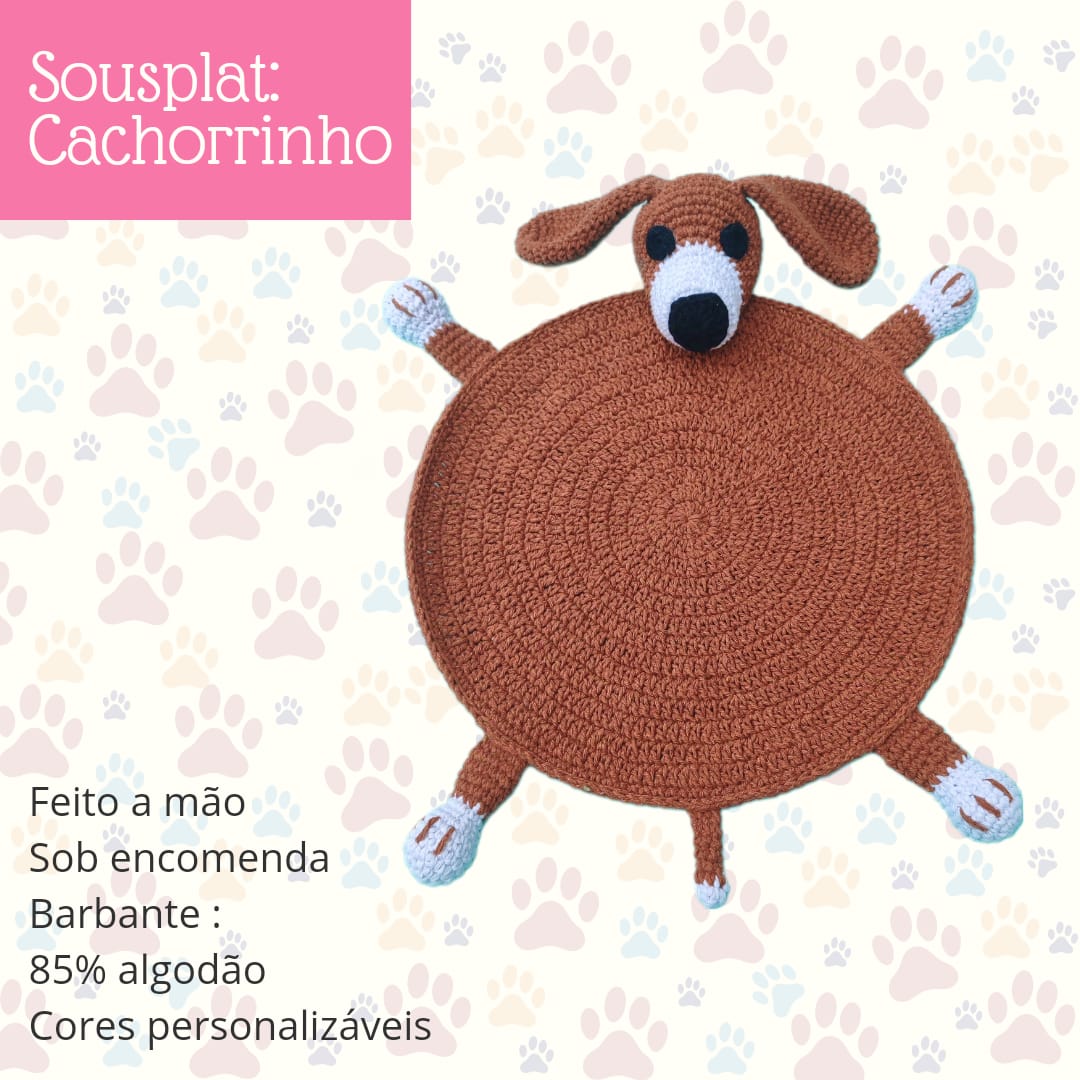 Sousplat:
Cachorrinho
Feito a mão
Sob encomenda
Barbante :
85% algodão
Cores personalizáveis